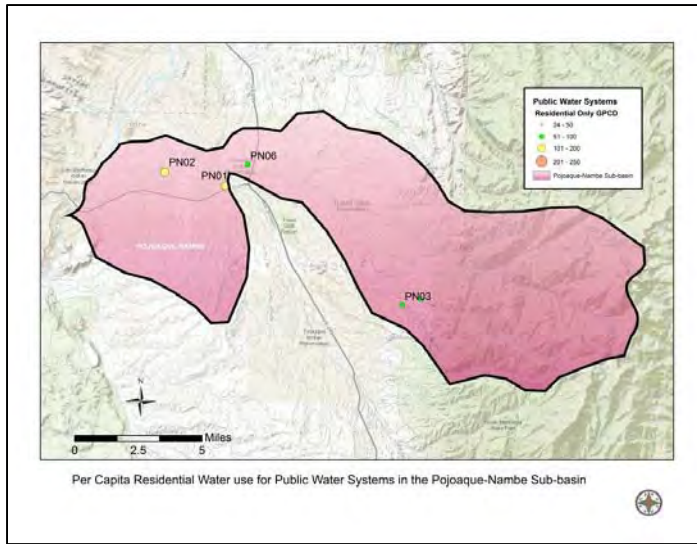 Public Water Systems
Residential Only GPCD
24 - 50
51 - 100
101 - 200
201 - 250
Pojoaque-Nambe Sub-basin
PN06
PN02
PN01
POJOAQUE-NAMBE
PN03
N
Miles
0 2.5 5
Per Capita Residential Water use for Public Water Systems in the Pojoaque-Nambe Sub-basin